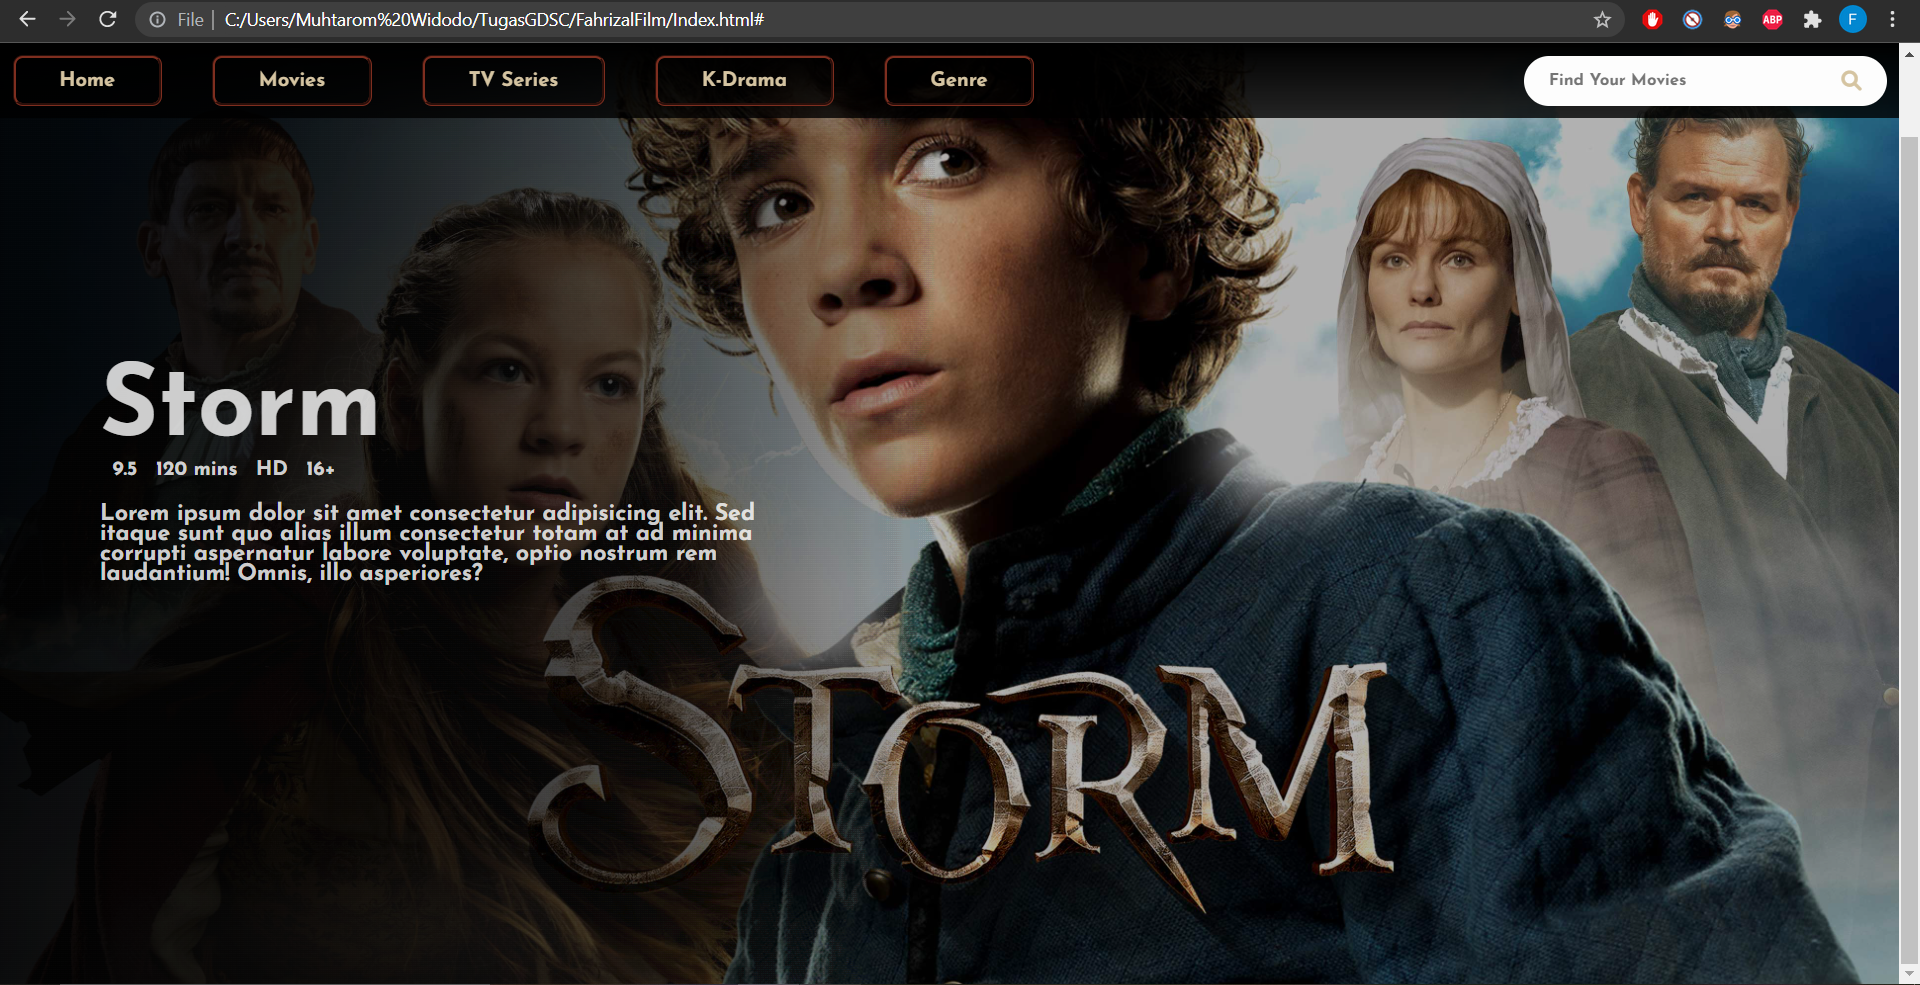 File | C:/Users/Muhtarom%20Widodo/TugasGDSC/FahrizalFilm/Index.html#
ABP
F
Home Movies TV Series K-Drama Genre Find Your Movies
Storm
9.5 120 mins HD 16+
Lorem ipsum dolor sit amet consectetur adipisicing elit. Sed
itaque sunt quo alias illum consectetur totam at ad minima
corrupti aspernatur labore voluptate, optio nostrum rem
laudantium! Omnis, illo asperiores?
STORM